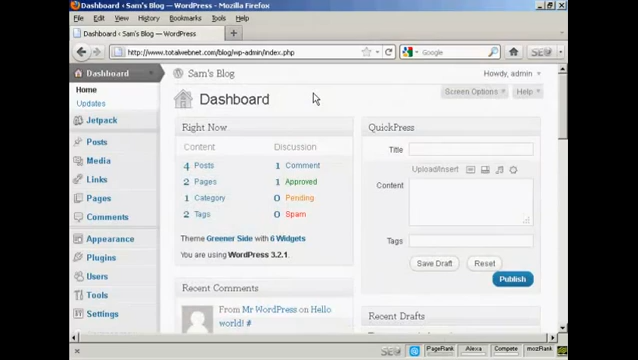 Dashboard ‹ Sam's Blog — WordPress - Mozilla Firefox
File Edit View History Bookmarks Tools Help
Dashboard ‹ Sam's Blog — WordPress +
http://www.totalwebnet.com/blog/wp-admin/index.php Google
Dashboard Sam's Blog Howdy, admin
Home Screen Options Help
Updates Dashboard
Jetpack
Posts
Media
Links
Pages
Comments
Appearance
Plugins
Users
Tools
Settings
Right Now
Content Discussion
4 Posts 1 Comment
2 Pages 1 Approved
1 Category 0 Pending
2 Tags 0 Spam
Theme Greener Side with 6 Widgets
You are using WordPress 3.2.1.
Recent Comments
From Mr WordPress on Hello
world! #
QuickPress
Title
Upload/Insert
Content
Tags
Save Draft Reset
Publish
Recent Drafts
PageRank Alexa Compete mozRank